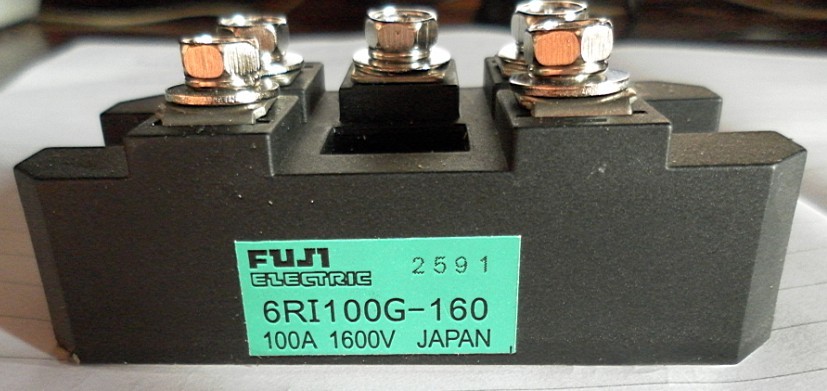 FUJI 2591
ELECTRIC
6RI100G-160
100A 1600V JAPAN